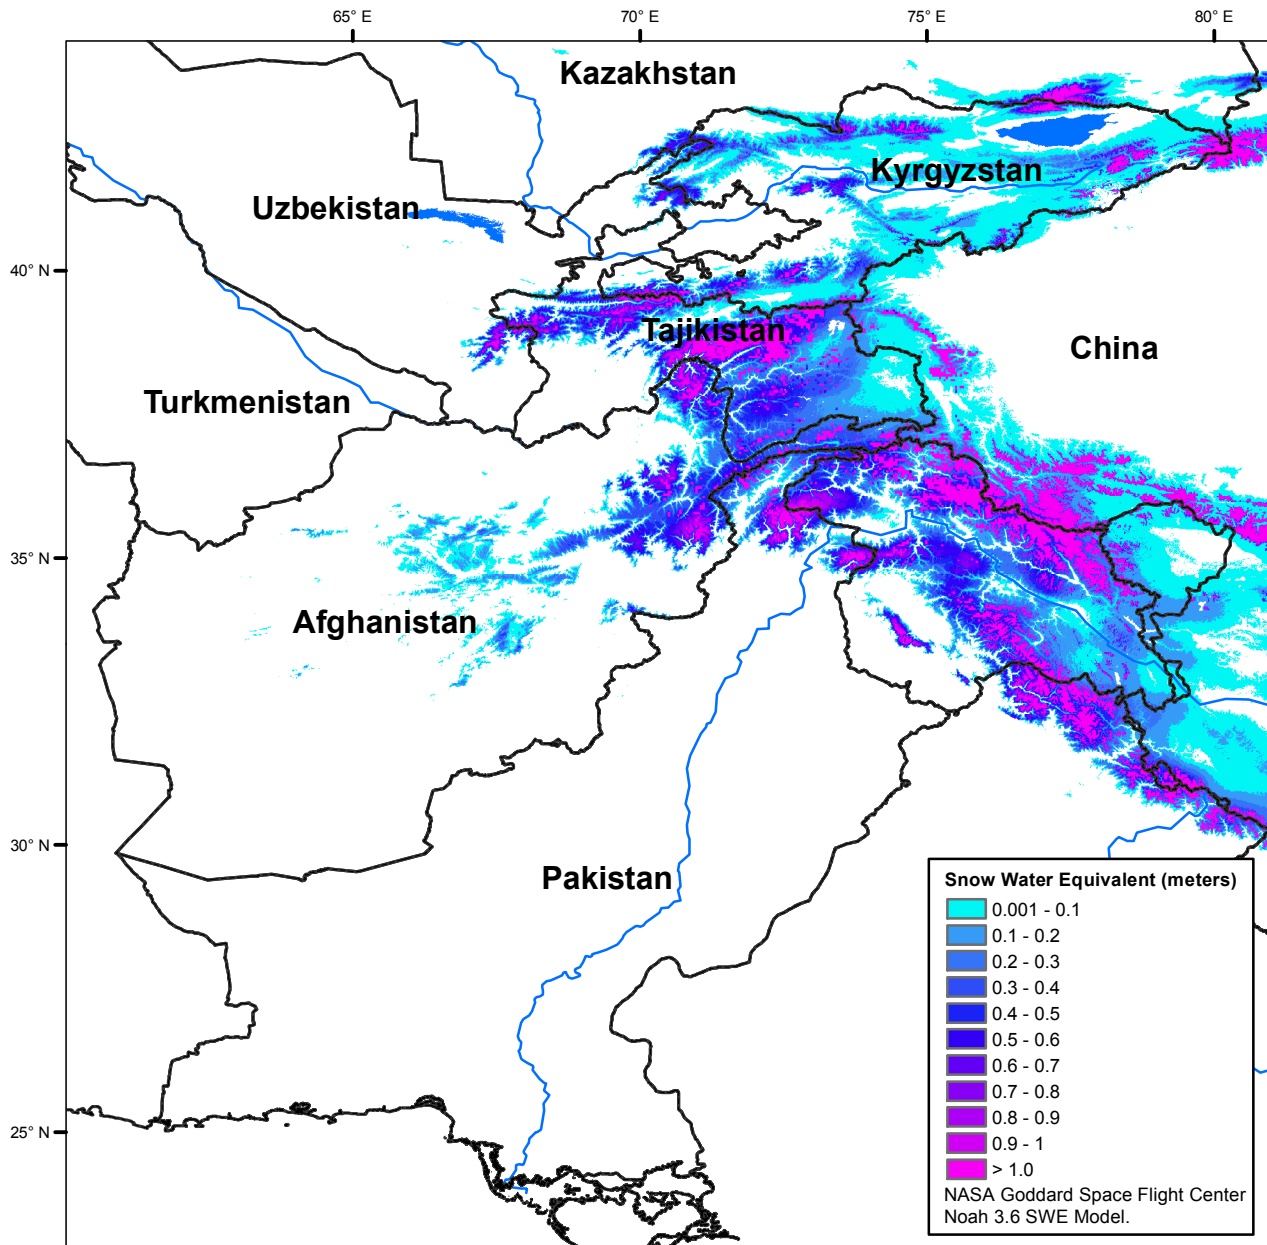 65° E
70° E
75° E
80° E
Kazakhstan
Kyrgyzstan
Uzbekistan
40° N
Tajikistan
China
Turkmenistan
35° N
Afghanistan
30° N
Pakistan
25° N
Snow Water Equivalent (meters)
0.001 - 0.1
0.1 - 0.2
0.2 - 0.3
0.3 - 0.4
0.4 - 0.5
0.5 - 0.6
0.6 - 0.7
0.7 - 0.8
0.8 - 0.9
0.9 - 1
> 1.0
NASA Goddard Space Flight Center
Noah 3.6 SWE Model.